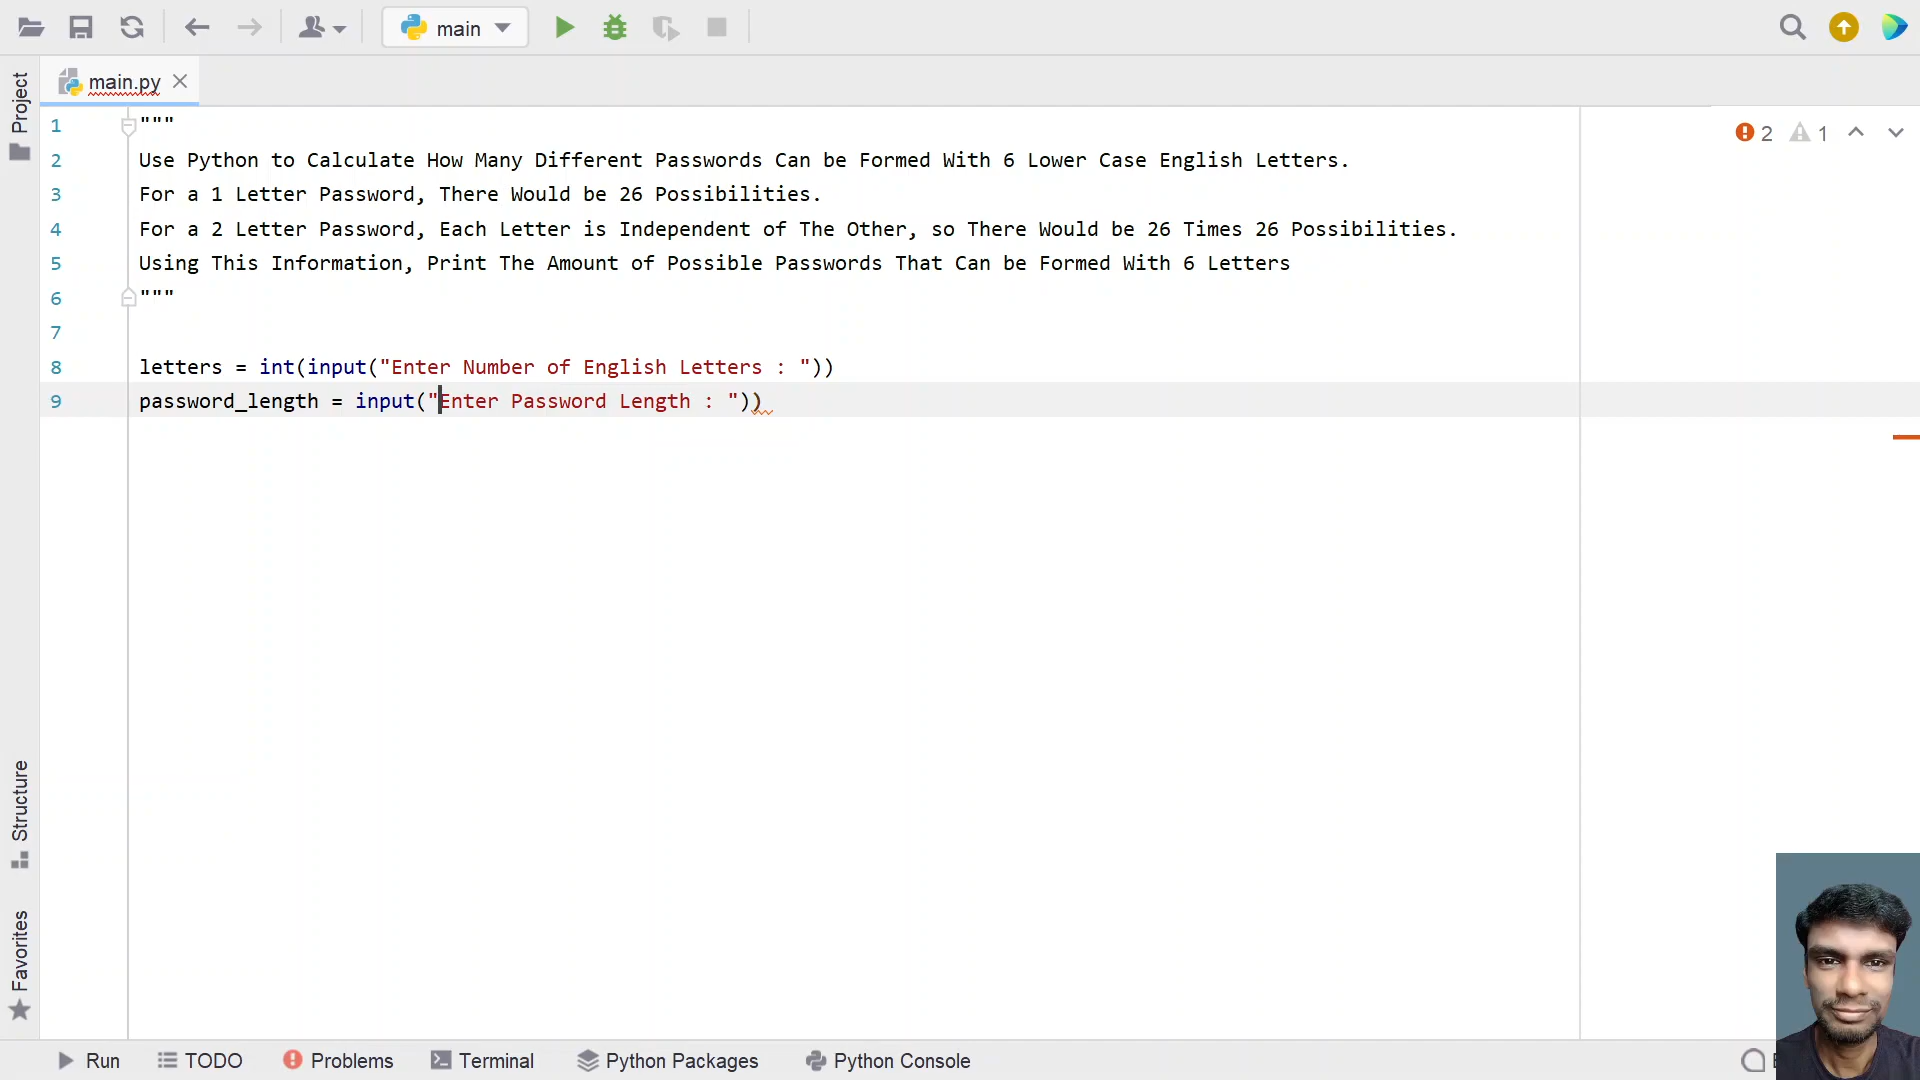 main
main.py
Project
2
1
1
"""
2
Use Python to Calculate How Many Different Passwords Can be Formed With 6 Lower Case English Letters.
3
For a 1 Letter Password, There Would be 26 Possibilities.
4
For a 2 Letter Password, Each Letter is Independent of The Other, so There Would be 26 Times 26 Possibilities.
5
Using This Information, Print The Amount of Possible Passwords That Can be Formed With 6 Letters
6
"""
7
8
letters = int(input("Enter Number of English Letters : "))
9
password_length = input("Enter Password Length : "))
Structure
Favorites
Run
TODO
Problems
Terminal
Python Packages
Python Console